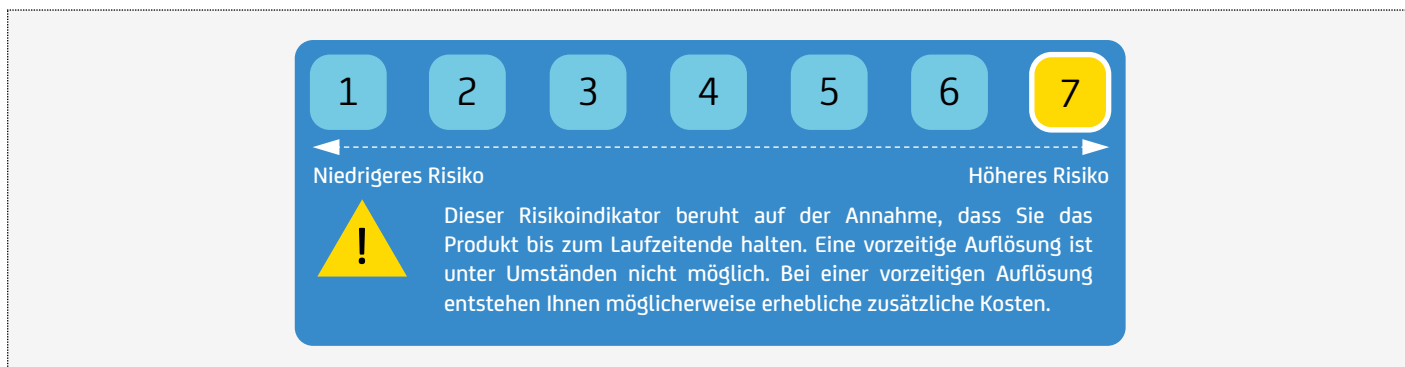 1 2 3 4 5 6 7
Niedrigeres Risiko Höheres Risiko
!
Dieser Risikoindikator beruht auf der Annahme, dass Sie das
Produkt bis zum Laufzeitende halten. Eine vorzeitige Auflösung ist
unter Umständen nicht möglich. Bei einer vorzeitigen Auflösung
entstehen Ihnen möglicherweise erhebliche zusätzliche Kosten.